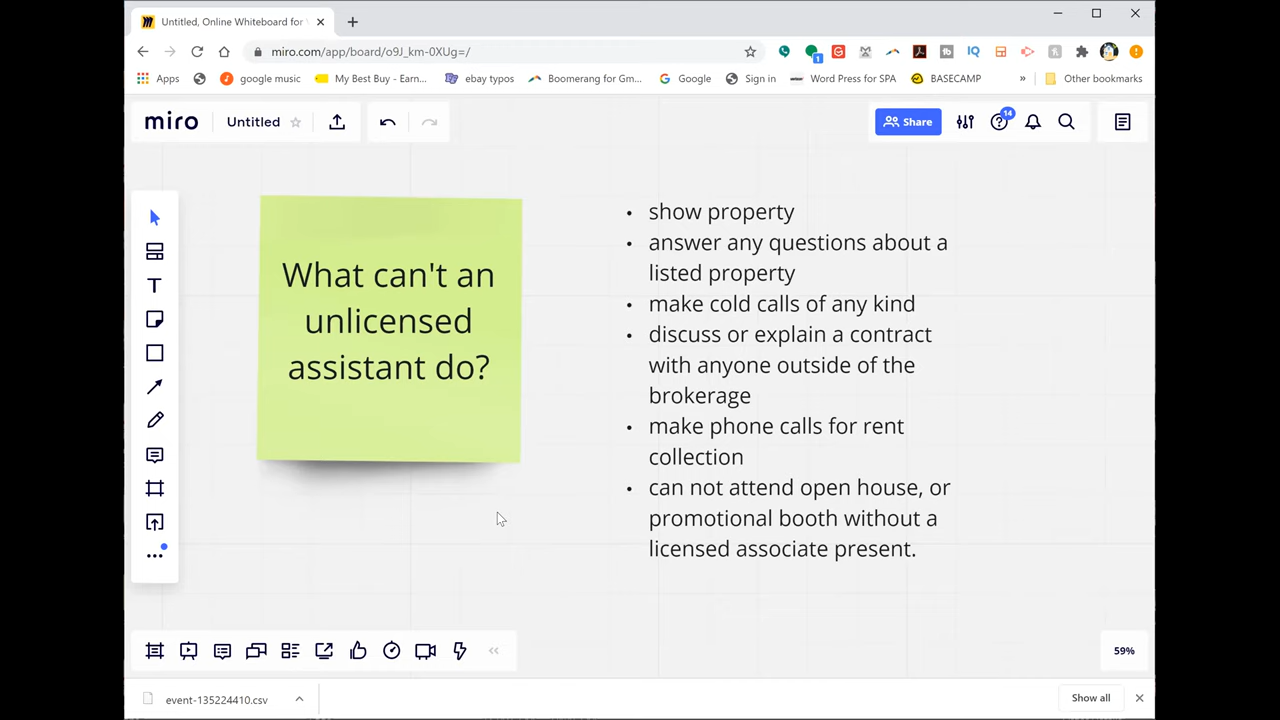 Untitled, Online Whiteboard for
miro.com/app/board/o9J_km-0XUg=/
1
Apps
google music
My Best Buy - Earn...
ebay typos
Boomerang for Gm...
Google
Sign in
Word Press for SPA
BASECAMP
»
Other bookmarks
miro
Untitled
Share
14
What can't an
unlicensed
assistant do?
• show property
• answer any questions about a
listed property
• make cold calls of any kind
• discuss or explain a contract
with anyone outside of the
brokerage
• make phone calls for rent
collection
• can not attend open house, or
promotional booth without a
licensed associate present.
59%
event-135224410.csv
Show all